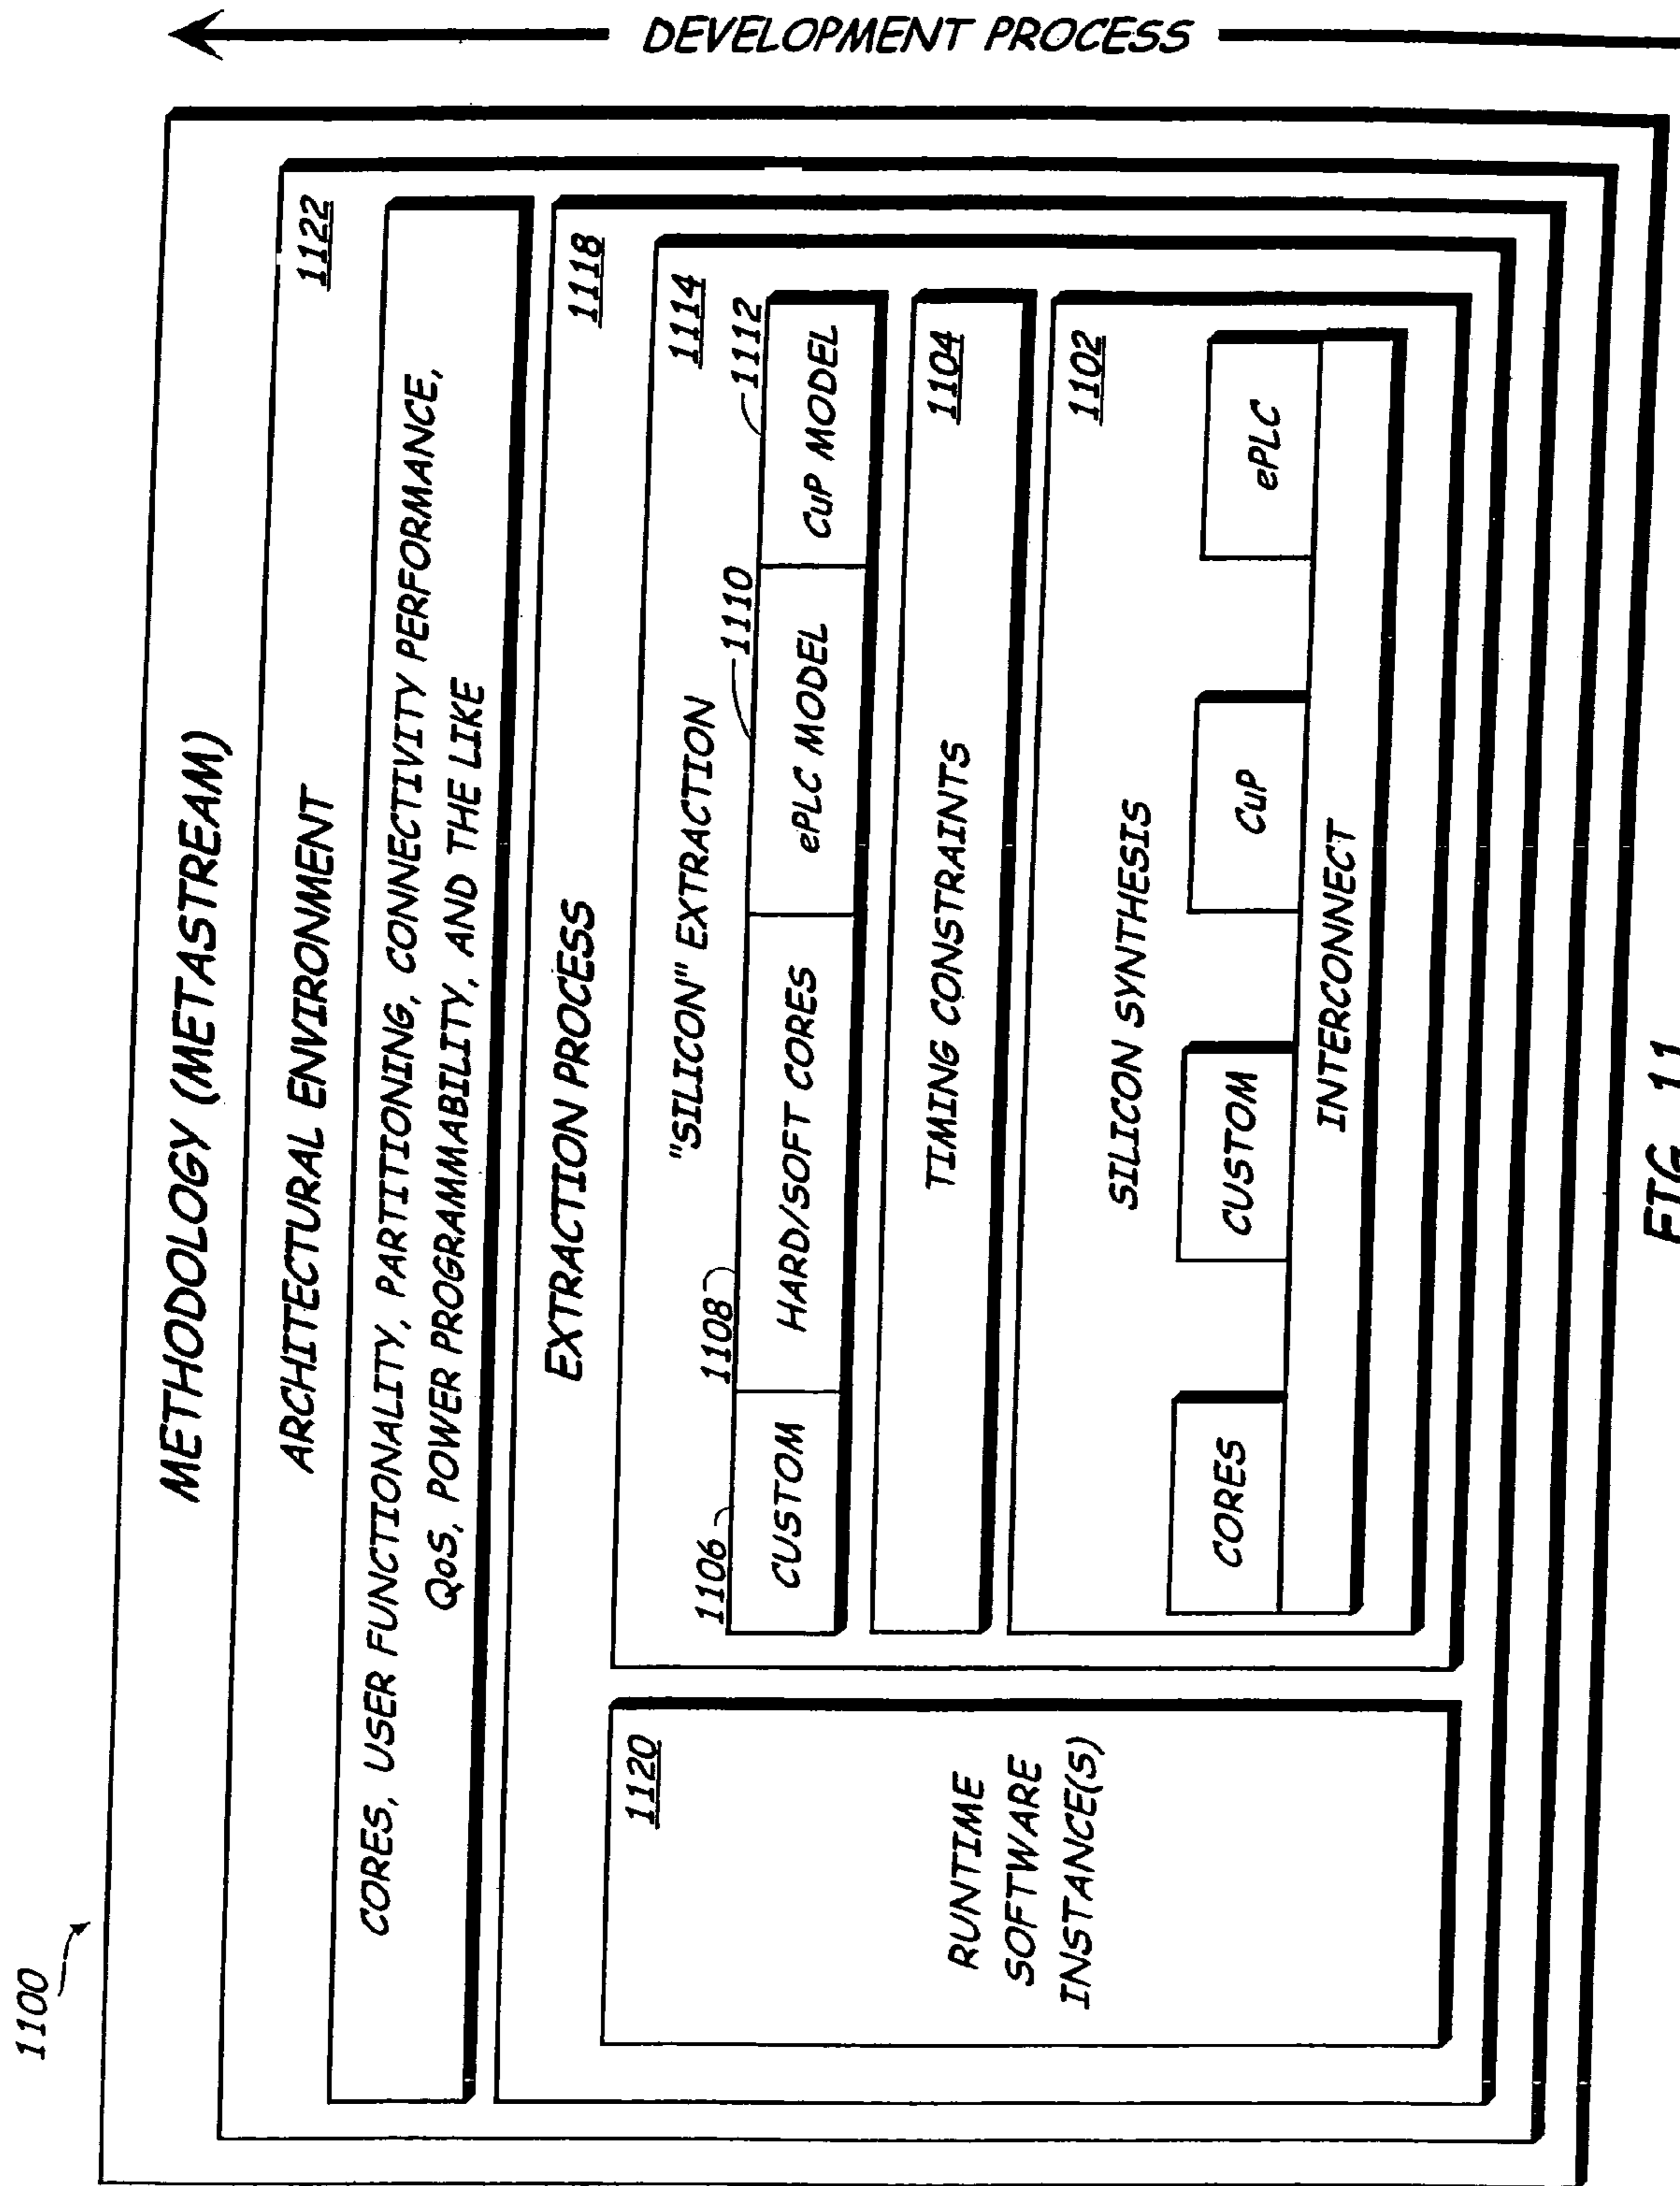 1100
DEVELOPMENT PROCESS
METHODOLOGY (METASTREAM)
ARCHITECTURAL ENVIRONMENT
1122
CORES, USER FUNCTIONALITY, PARTITIONING, CONNECTIVITY PERFORMANCE,
QoS, POWER PROGRAMMABILITY, AND THE LIKE
EXTRACTION PROCESS
1118
1120
RUNTIME
SOFTWARE
INSTANCE(S)
"SILICON" EXTRACTION
1114
1106
1108
1110
1112
CUSTOM
HARD/SOFT CORES
ePLC MODEL
CuP MODEL
TIMING CONSTRAINTS
1104
SILICON SYNTHESIS
1102
CORES
CUSTOM
CuP
ePLC
INTERCONNECT
FIG. 11